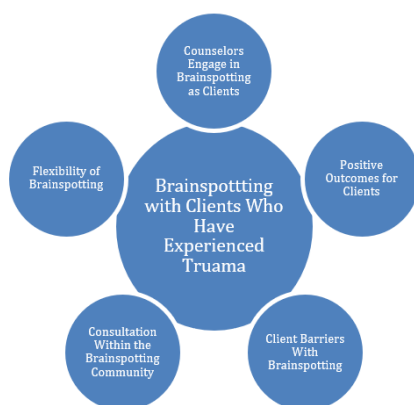 Counselors
Engage in
Brainspotting
as Clients
Flexibility of
Brainspotting
Positive
Outcomes for
Clients
Brainspottting
with Clients Who
Have
Experienced
Truama
Consultation
Within the
Brainspotting
Community
Client Barriers
With
Brainspotting